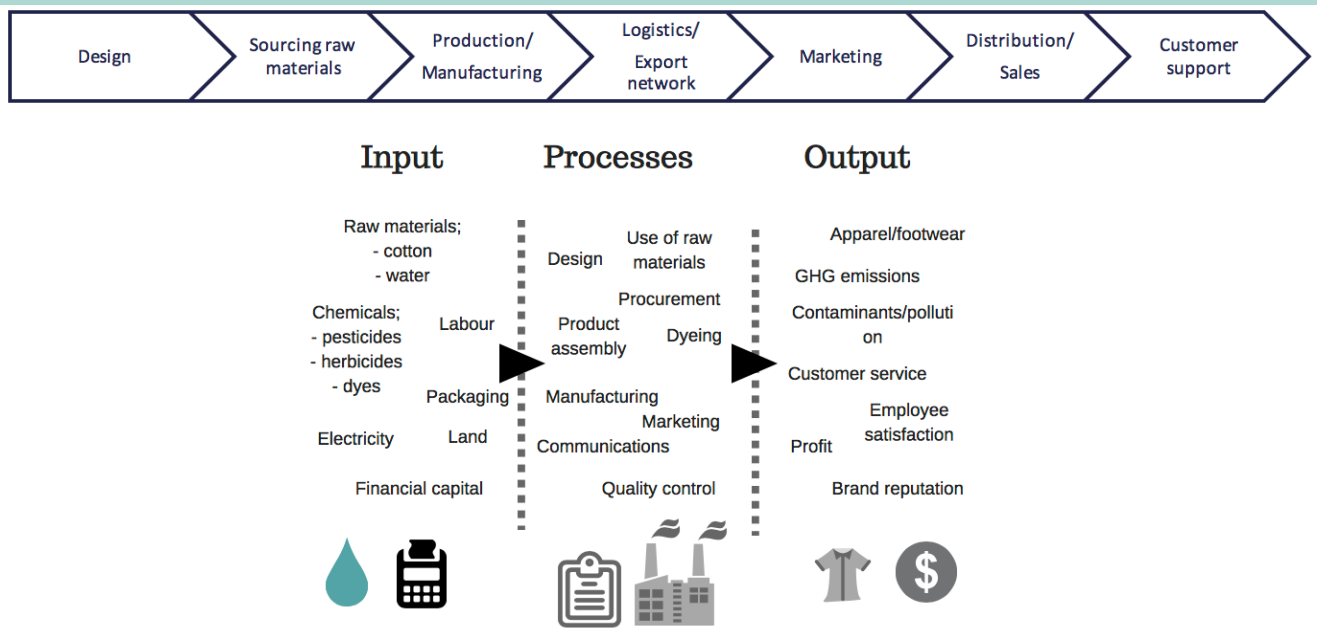 Design
Sourcing raw
materials
Production/
Manufacturing
Logistics/
Export
network
Marketing
Distribution/
Sales
Customer
support
Input
Processes
Output
Raw materials;
- cotton
- water
Chemicals;
- pesticides
- herbicides
- dyes
Labour
Packaging
Electricity
Land
Financial capital
Design
Use of raw
materials
Procurement
Product
assembly
Dyeing
Manufacturing
Marketing
Communications
Quality control
Apparel/footwear
GHG emissions
Contaminants/polluti
on
Customer service
Employee
satisfaction
Profit
Brand reputation
$